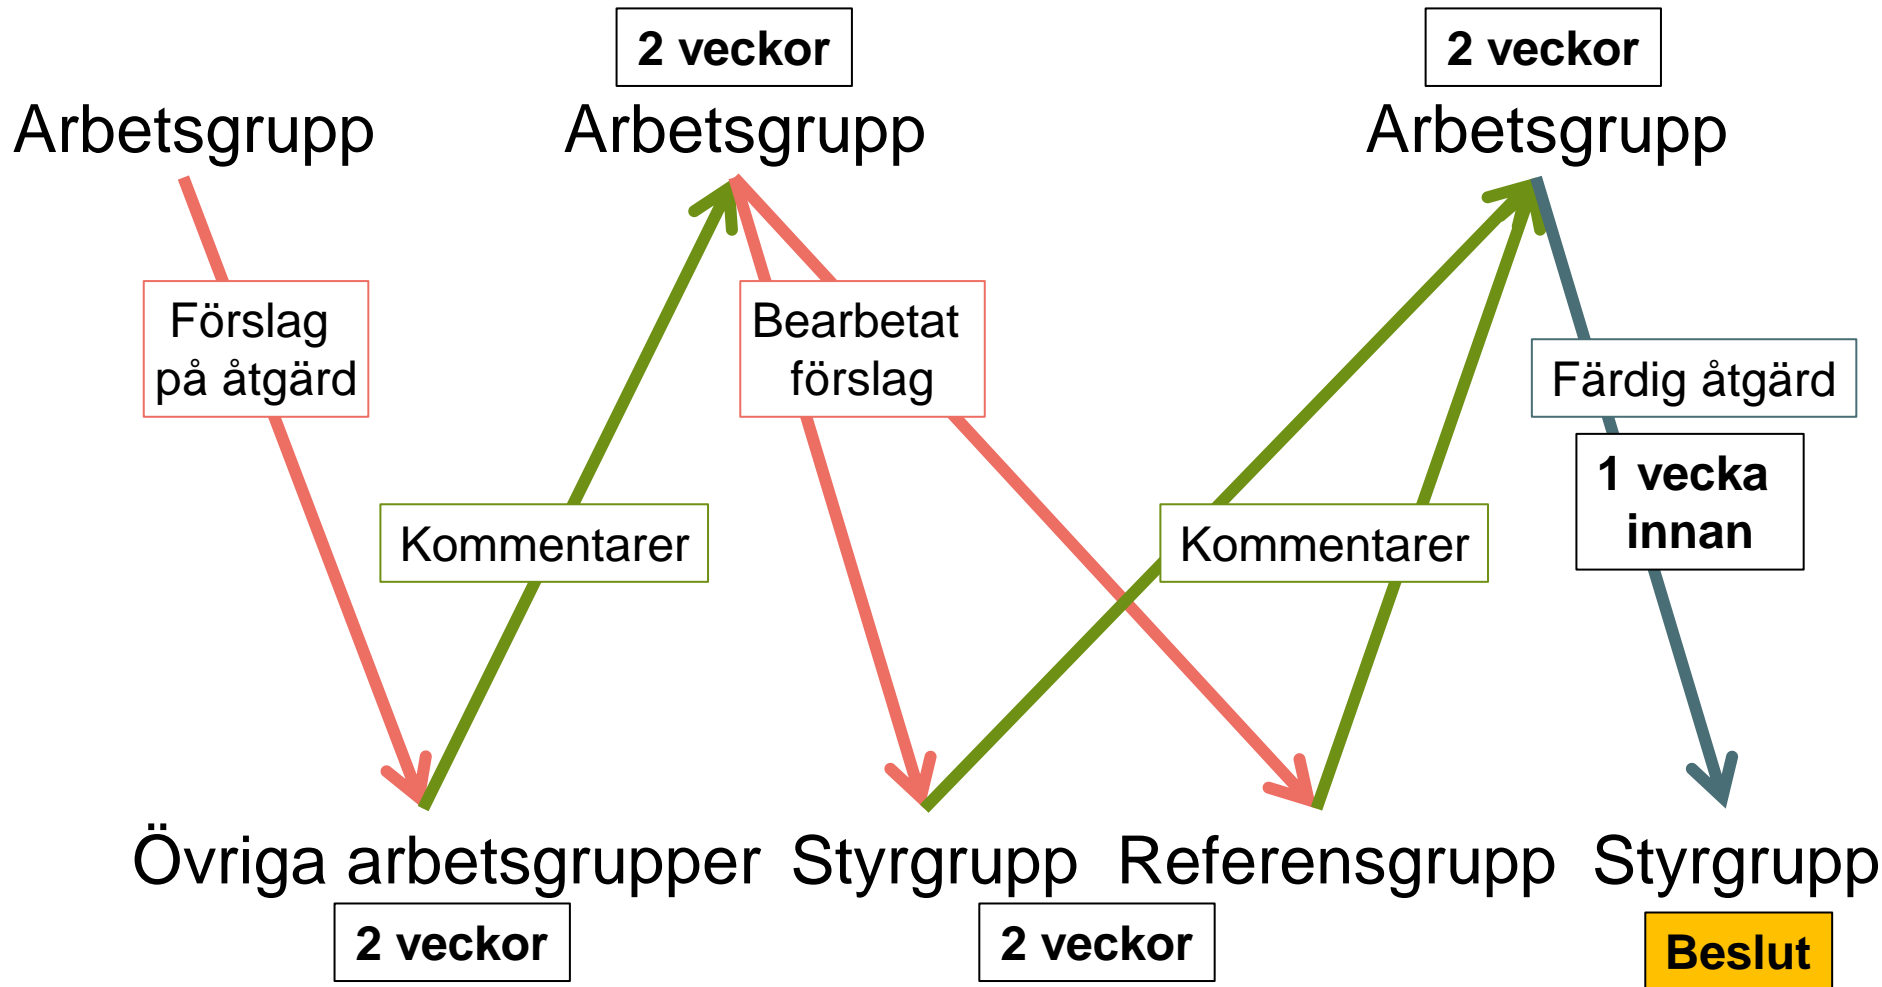 2 veckor
2 veckor
Arbetsgrupp
Arbetsgrupp
Arbetsgrupp
Förslag
på åtgärd
Bearbetat
förslag
Färdig åtgärd
1 vecka
innan
Kommentarer
Kommentarer
Övriga arbetsgrupper
Styrgrupp
Referensgrupp
Styrgrupp
2 veckor
2 veckor
Beslut